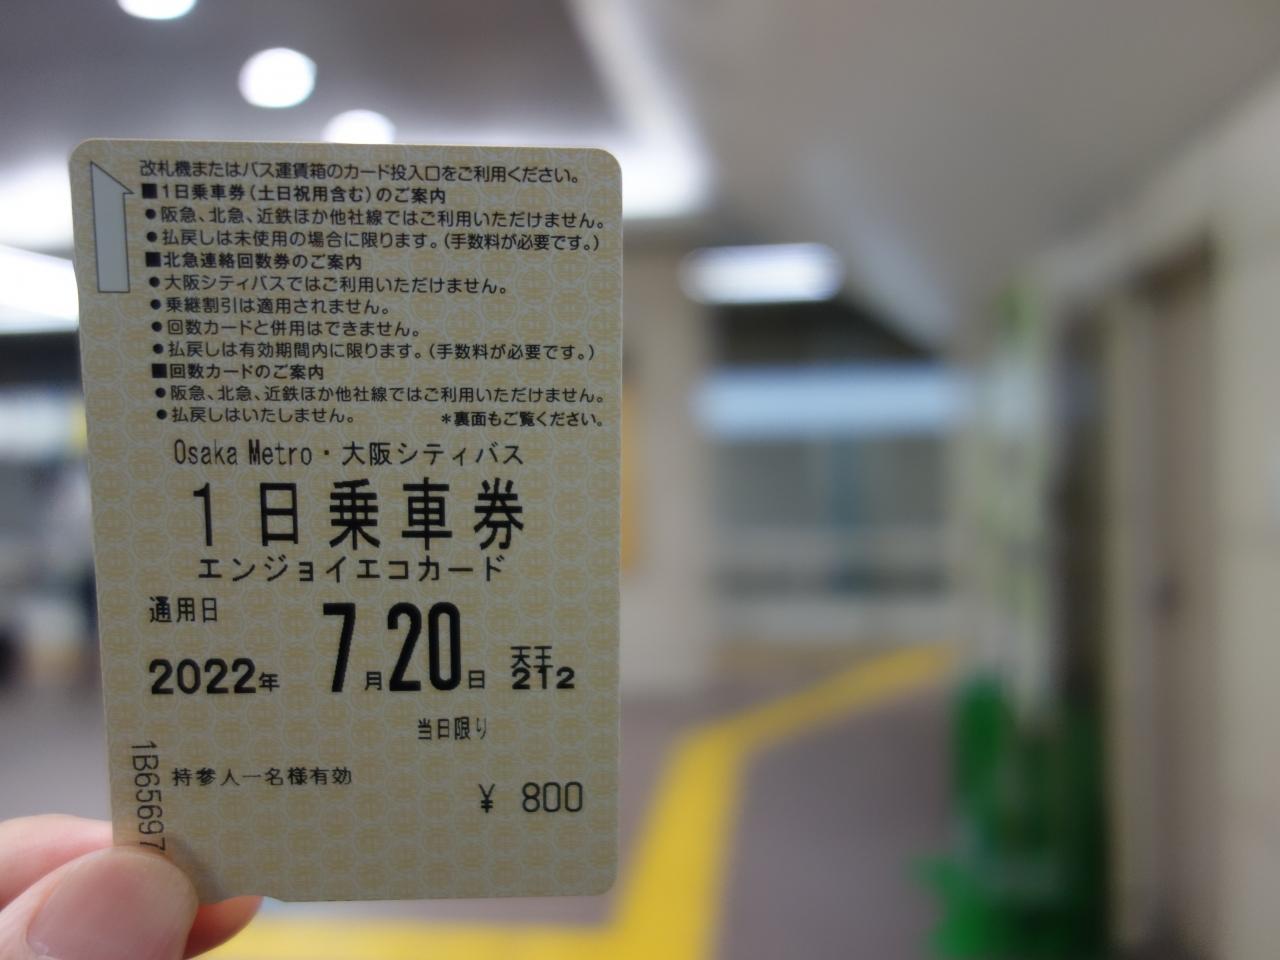 改札機またはバス運賃箱のカード投入口をご利用ください。
■1日乗車券(土日祝用含む)のご案内
●阪急、北急、近鉄ほか他社線ではご利用いただけません。
●払戻しは未使用の場合に限ります。(手数料が必要です。)
■北急連絡回数券のご案内
●大阪シティバスではご利用いただけません。
●乗継割引は適用されません。
●回数カードと併用はできません。
●払戻しは有効期間内に限ります。(手数料が必要です。)
■回数カードのご案内
●阪急、北急、近鉄ほか他社線ではご利用いただけません。
●払戻しはいたしません。 *裏面もご覧ください。
Osaka Metro・大阪シティバス
1日乗車券
エンジョイエコカード
通用日
2022年 7月20日 天王212
当日限り
持参人一名様有効
¥ 800
1B65697